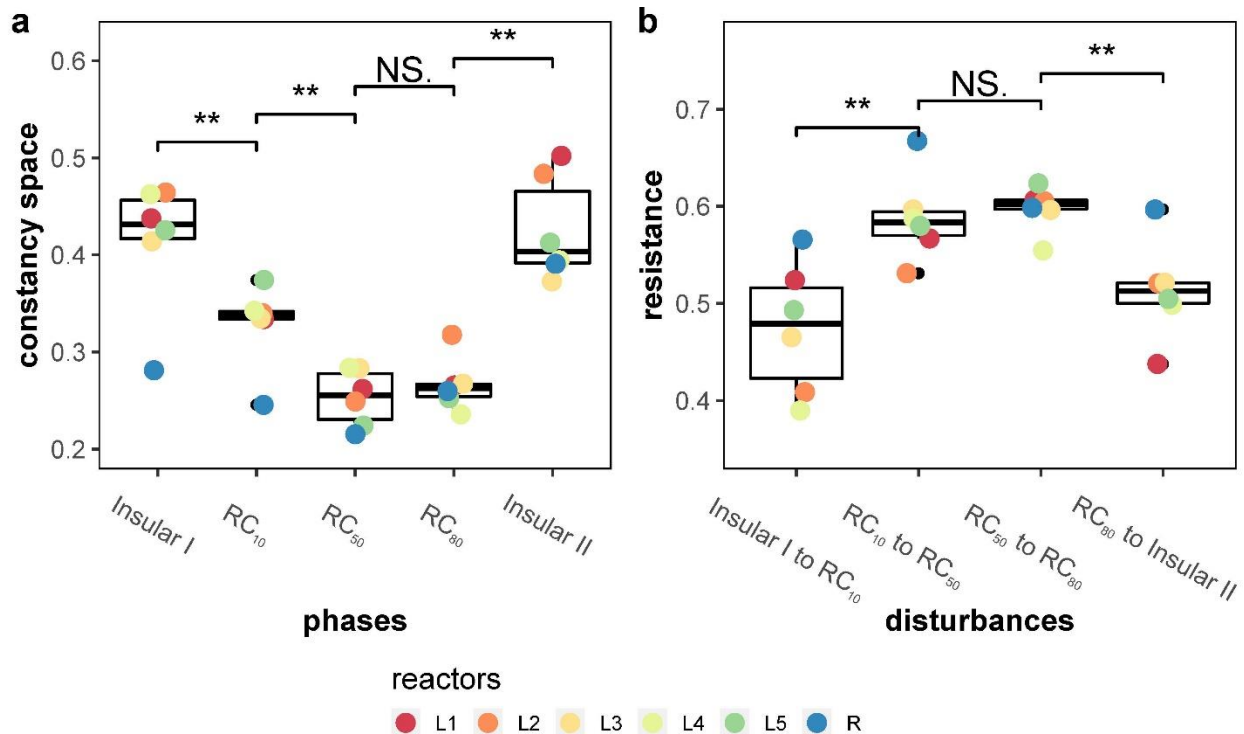 a
constancy space
0.6
0.5
0.4
0.3
0.2
**
**
NS.
**
Insular I
RC₁₀
RC₅₀
RC₈₀
Insular II
phases
b
resistance
0.7
0.6
0.5
0.4
**
NS.
**
Insular I to RC₁₀
RC₁₀ to RC₅₀
RC₅₀ to RC₈₀
RC₈₀ to Insular II
disturbances
reactors
L1 L2 L3 L4 L5 R